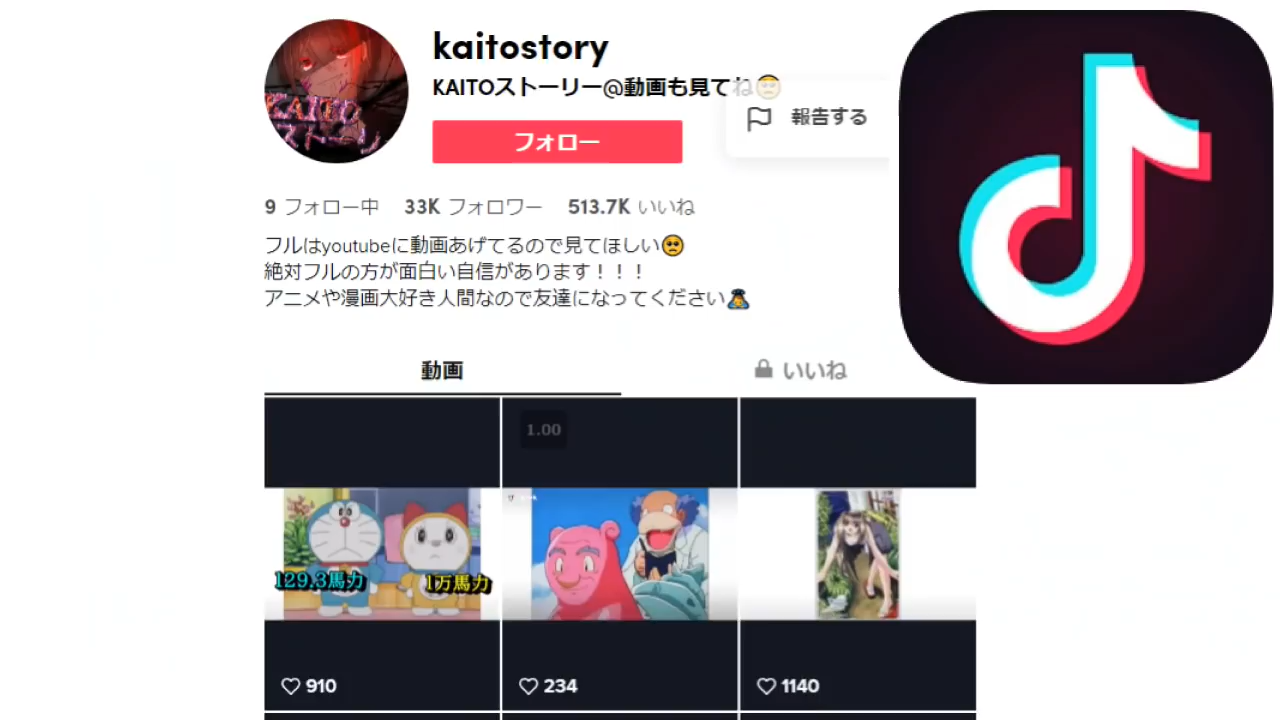 kaitostory
KAITOストーリー@動画も見てね🥺
フォロー
報告する
9 フォロー中 33K フォロワー 513.7K いいね
フルはyoutubeに動画あげてるので見てほしい🥺
絶対フルの方が面白い自信があります！！！
アニメや漫画大好き人間なので友達になってください🙇
動画
いいね
KAITO
ストーリー
1.00
129.3馬力
1万馬力
910
234
1140